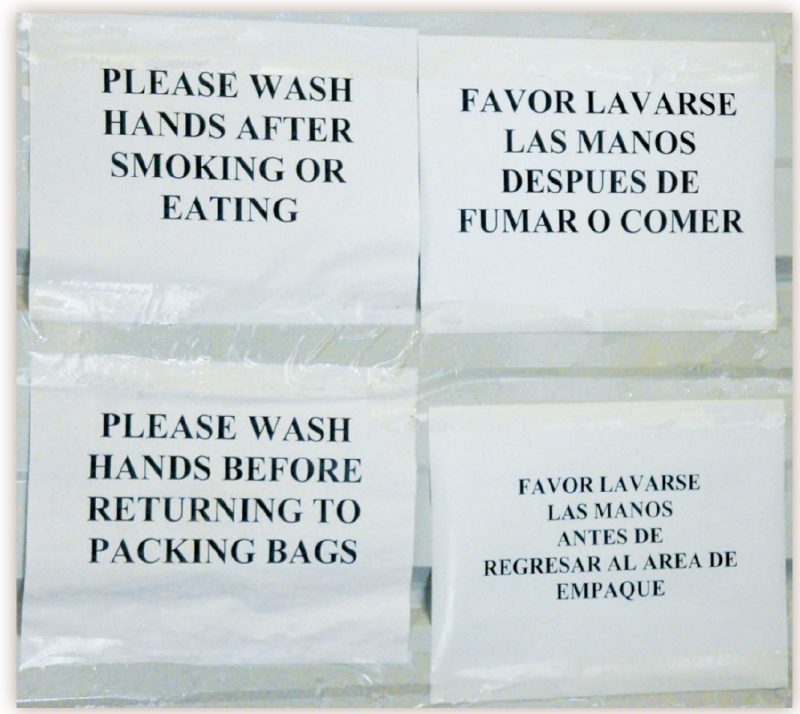 PLEASE WASH
HANDS AFTER
SMOKING OR
EATING
FAVOR LAVARSE
LAS MANOS
DESPUES DE
FUMAR O COMER
PLEASE WASH
HANDS BEFORE
RETURNING TO
PACKING BAGS
FAVOR LAVARSE
LAS MANOS
ANTES DE
REGRESAR AL AREA DE
EMPAQUE